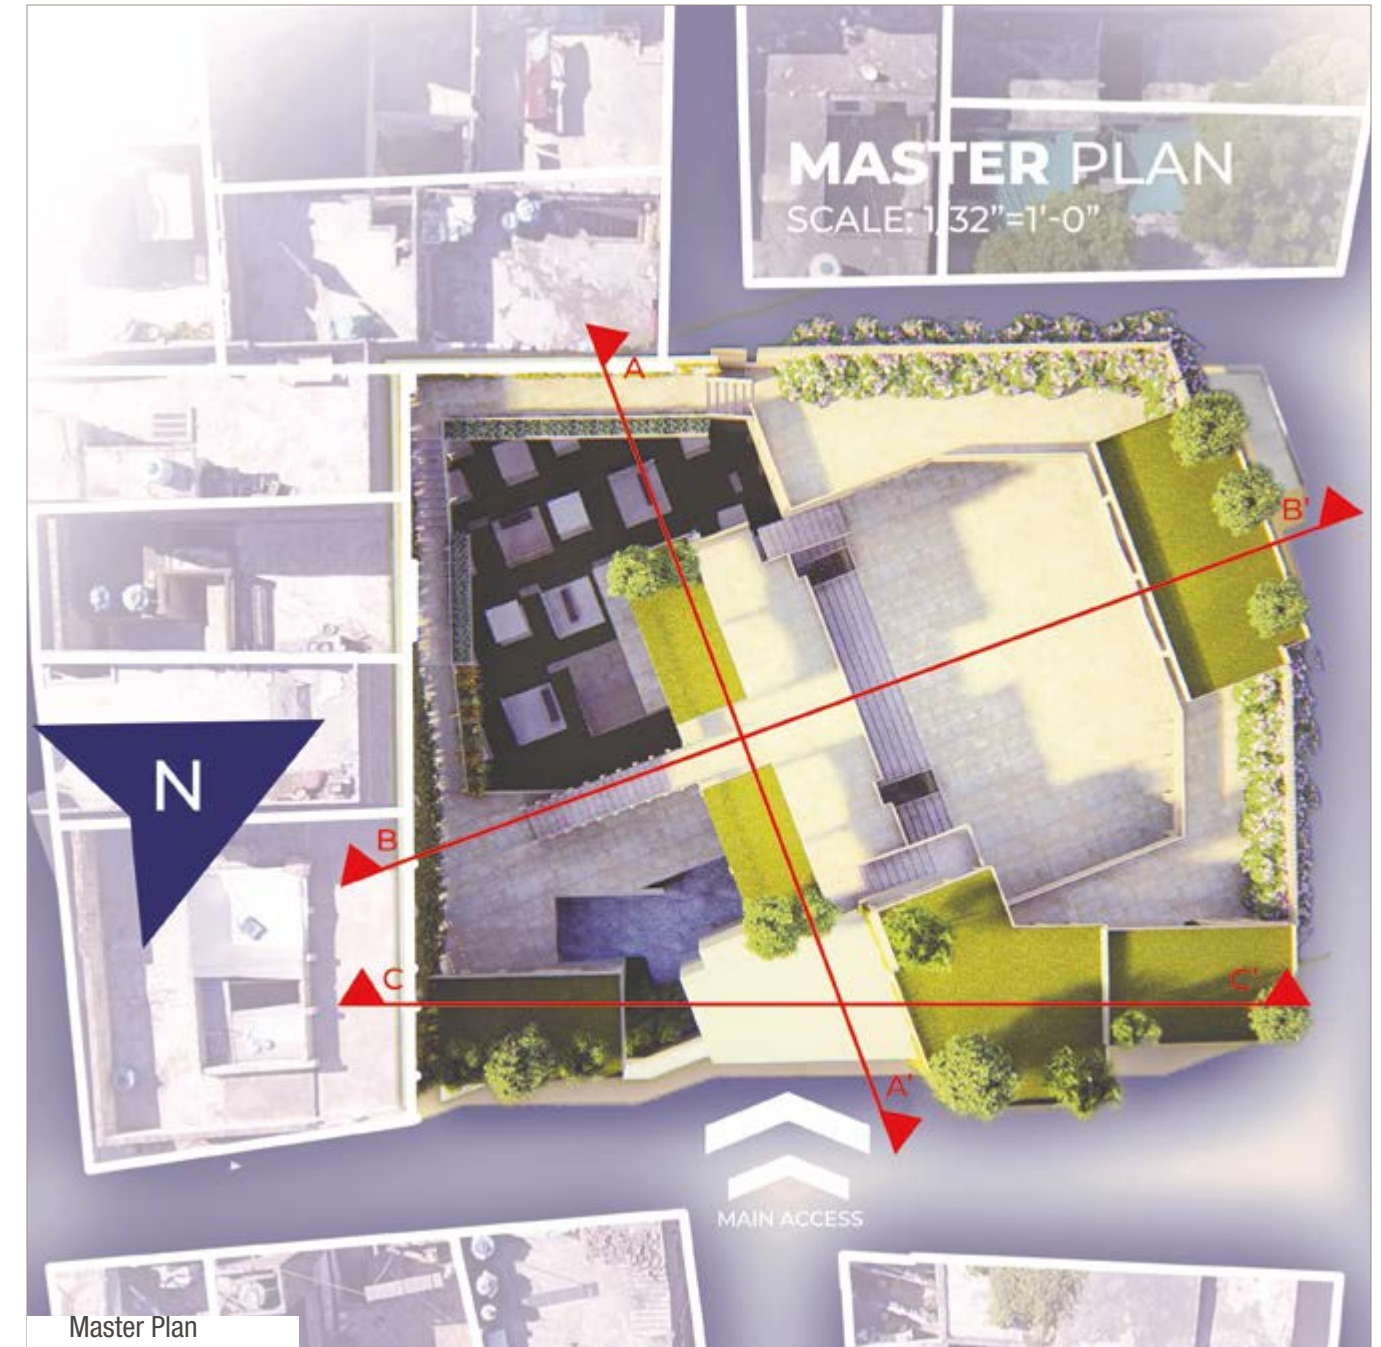 MASTER PLAN
SCALE: 1/32”=1’-0”
A
B’
N
B
C
C’
A’
MAIN ACCESS
Master Plan